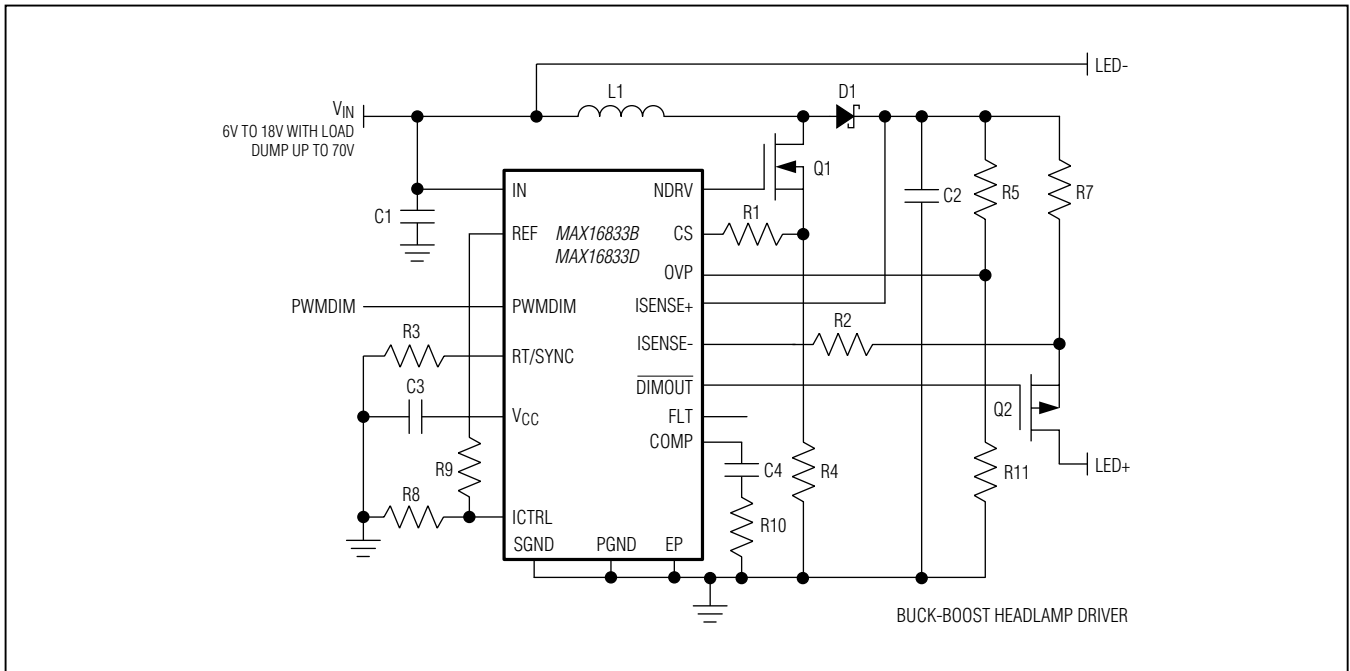 LED-
L1
D1
VIN
6V TO 18V WITH LOAD
DUMP UP TO 70V
Q1
IN
NDRV
C2
R5
R7
C1
R1
REF
MAX16833B
MAX16833D
CS
OVP
PWMDIM
PWMDIM
ISENSE+
R2
R3
ISENSE-
RT/SYNC
C3
DIMOUT
Q2
VCC
FLT
COMP
R9
C4
R4
R11
LED+
R8
ICTRL
R10
SGND
PGND
EP
BUCK-BOOST HEADLAMP DRIVER